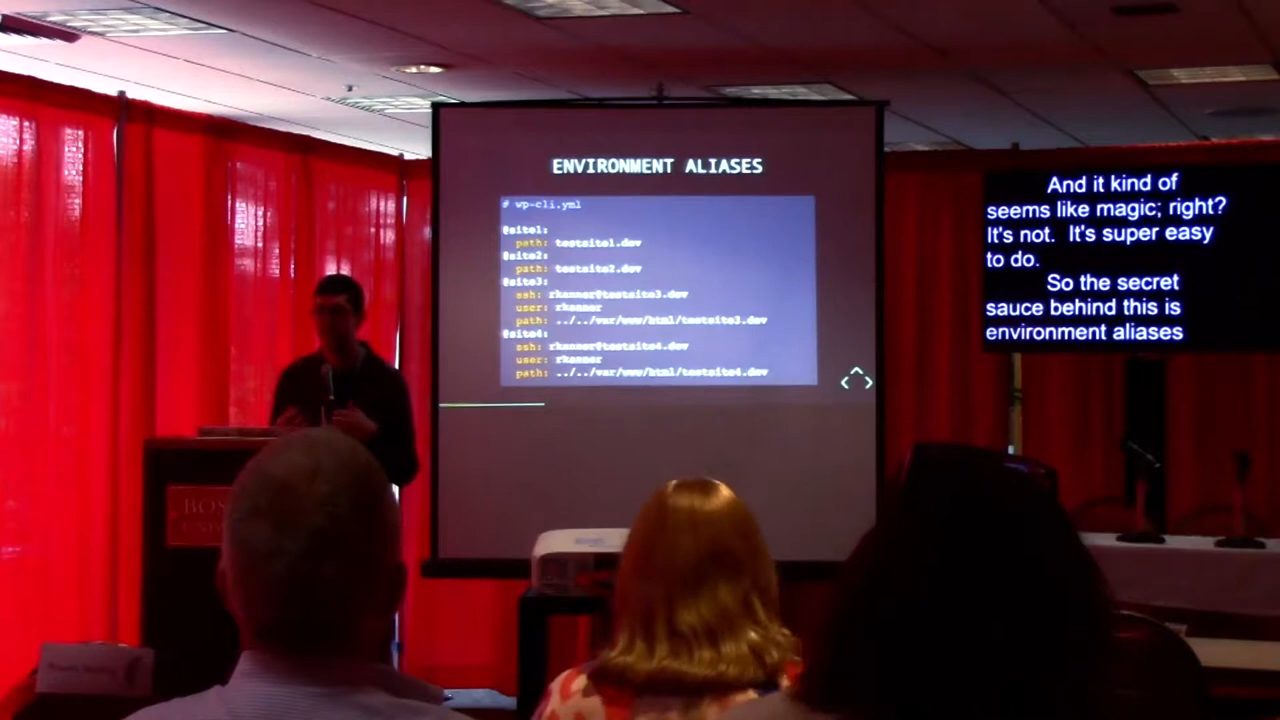 ENVIRONMENT ALIASES
# wp-cli.yml
@site1:
path: testsite1.dev
@site2:
path: testsite2.dev
@site3:
ssh: rkanner@testsite3.dev
user: rkanner
path: ../../var/www/html/testsite3.dev
@site4:
ssh: rkanner@testsite4.dev
user: rkanner
path: ../../var/www/html/testsite4.dev
And it kind of
seems like magic; right?
It's not. It's super easy
to do.
So the secret
sauce behind this is
environment aliases
BOS